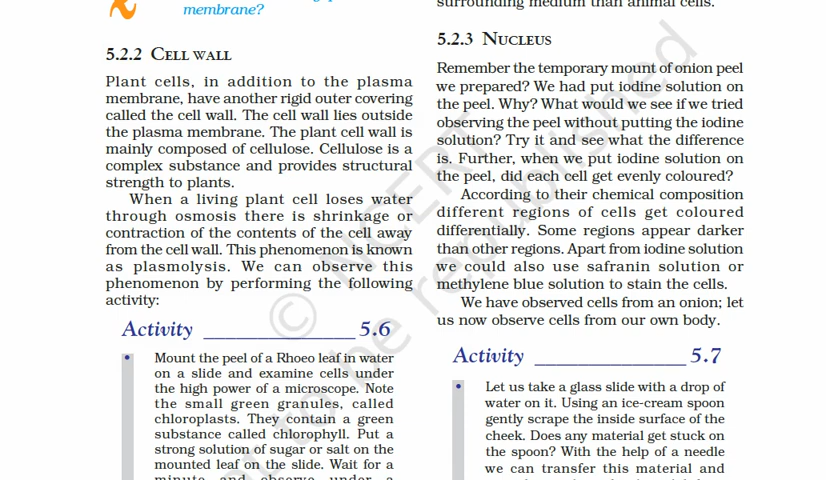 membrane?
5.2.2 CELL WALL
Plant cells, in addition to the plasma
membrane, have another rigid outer covering
called the cell wall. The cell wall lies outside
the plasma membrane. The plant cell wall is
mainly composed of cellulose. Cellulose is a
complex substance and provides structural
strength to plants.
When a living plant cell loses water
through osmosis there is shrinkage or
contraction of the contents of the cell away
from the cell wall. This phenomenon is known
as plasmolysis. We can observe this
phenomenon by performing the following
activity:
Activity ______________ 5.6
• Mount the peel of a Rhoeo leaf in water
on a slide and examine cells under
the high power of a microscope. Note
the small green granules, called
chloroplasts. They contain a green
substance called chlorophyll. Put a
strong solution of sugar or salt on the
mounted leaf on the slide. Wait for a
minute and observe under a
surrounding medium than animal cells.
5.2.3 NUCLEUS
Remember the temporary mount of onion peel
we prepared? We had put iodine solution on
the peel. Why? What would we see if we tried
observing the peel without putting the iodine
solution? Try it and see what the difference
is. Further, when we put iodine solution on
the peel, did each cell get evenly coloured?
According to their chemical composition
different regions of cells get coloured
differentially. Some regions appear darker
than other regions. Apart from iodine solution
we could also use safranin solution or
methylene blue solution to stain the cells.
We have observed cells from an onion; let
us now observe cells from our own body.
Activity ______________ 5.7
• Let us take a glass slide with a drop of
water on it. Using an ice-cream spoon
gently scrape the inside surface of the
cheek. Does any material get stuck on
the spoon? With the help of a needle
we can transfer this material and
© NCERT
not to be republished